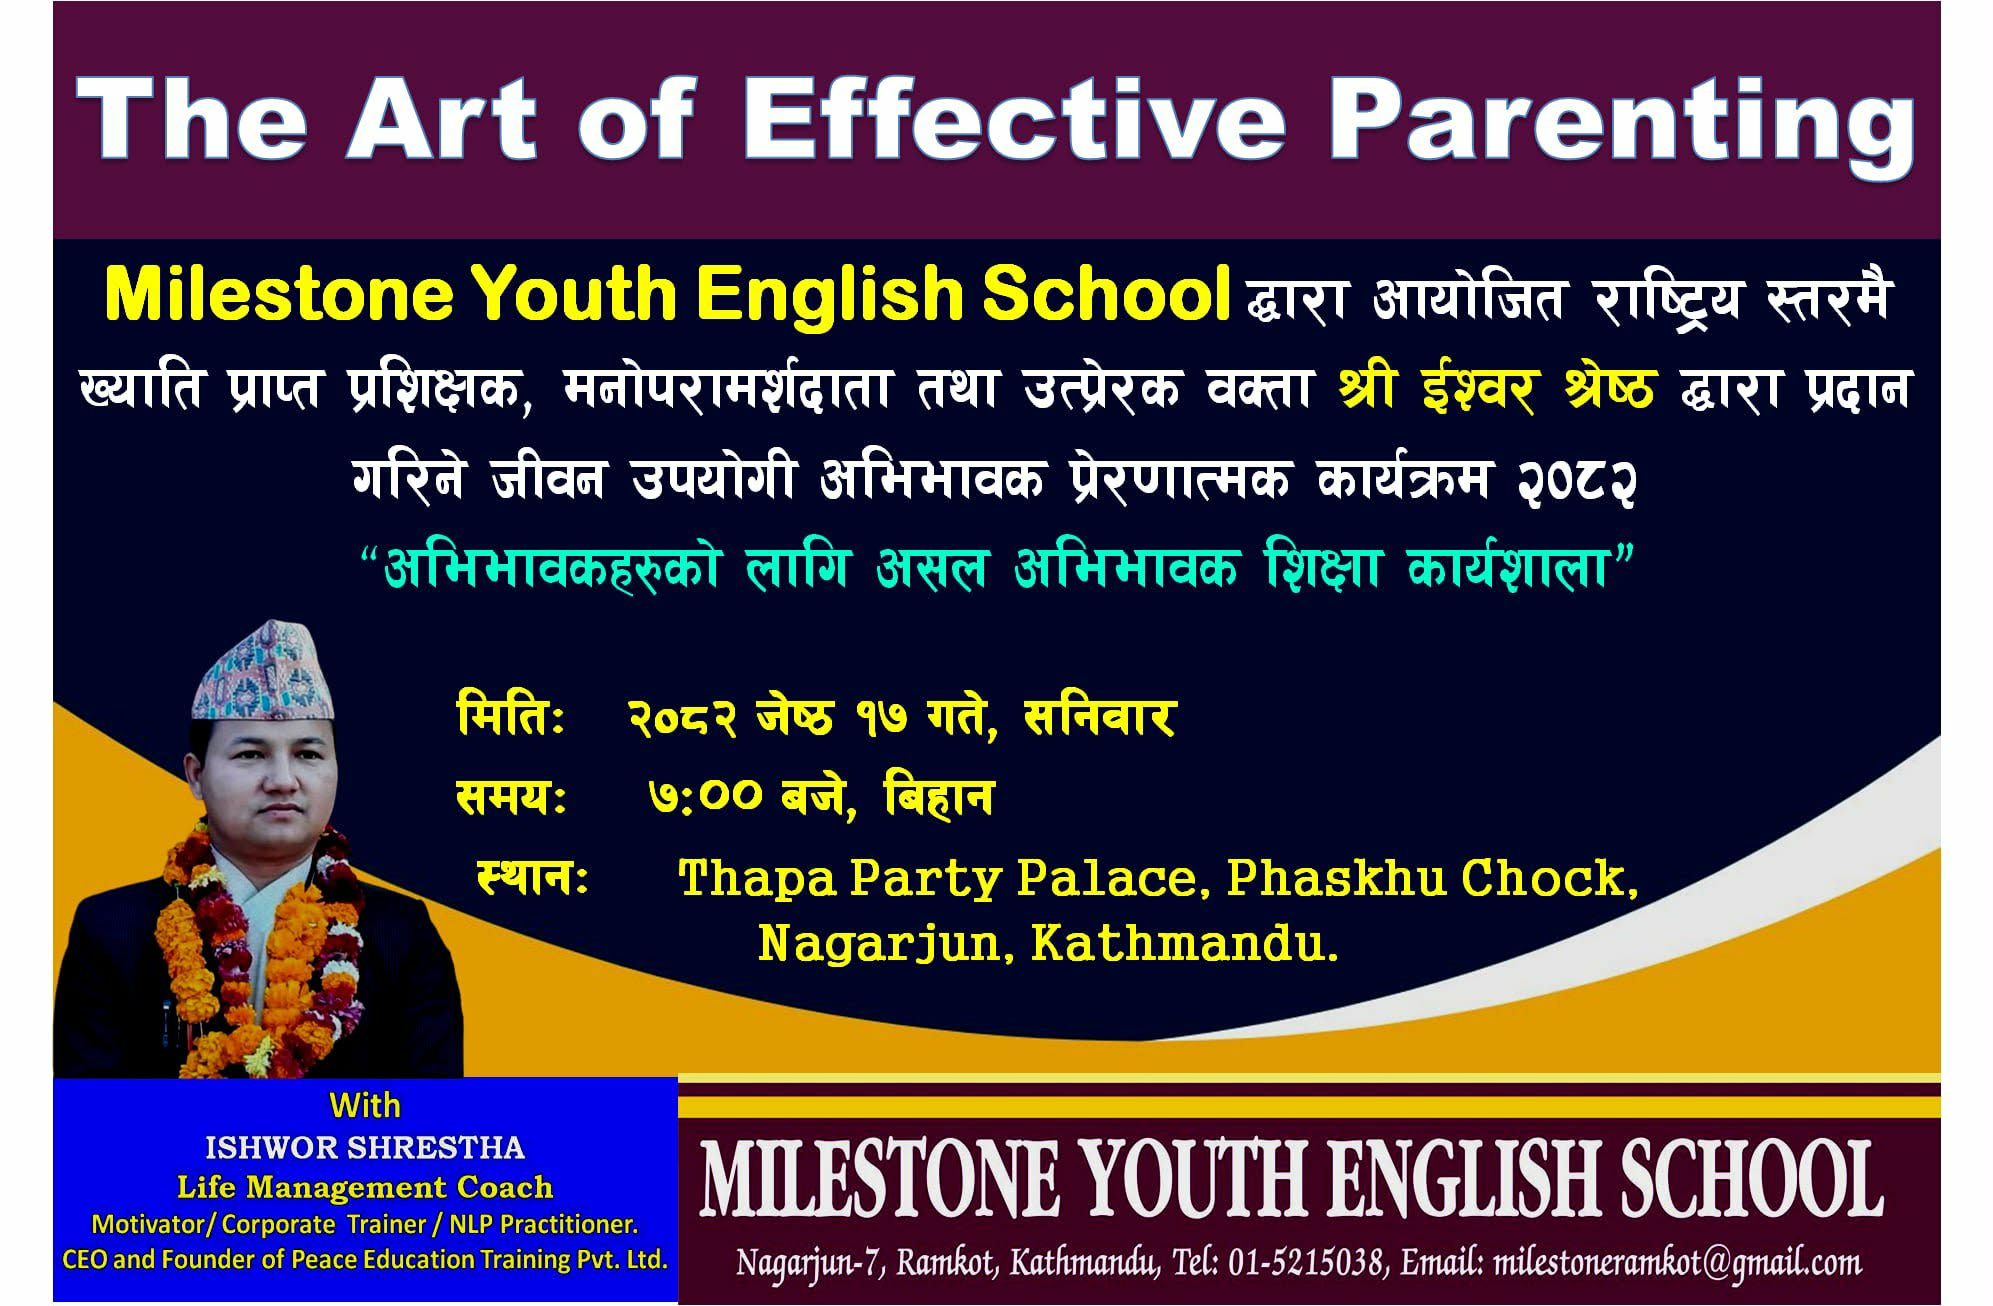 The Art of Effective Parenting
Milestone Youth English School द्वारा आयोजित राष्ट्रिय स्तरमै
ख्याति प्राप्त प्रशिक्षक, मनोपरामर्शदाता तथा उत्प्रेरक वक्ता श्री ईश्वर श्रेष्ठ द्वारा प्रदान
गरिने जीवन उपयोगी अभिभावक प्रेरणात्मक कार्यक्रम २०८२
“अभिभावकहरुको लागि असल अभिभावक शिक्षा कार्यशाला”
मितिः २०८२ जेष्ठ १७ गते, सनिवार
समयः ७:०० बजे, बिहान
स्थानः Thapa Party Palace, Phaskhu Chock,
Nagarjun, Kathmandu.
With
ISHWOR SHRESTHA
Life Management Coach
Motivator/ Corporate Trainer / NLP Practitioner.
CEO and Founder of Peace Education Training Pvt. Ltd.
MILESTONE YOUTH ENGLISH SCHOOL
Nagarjun-7, Ramkot, Kathmandu, Tel: 01-5215038, Email: milestoneramkot@gmail.com